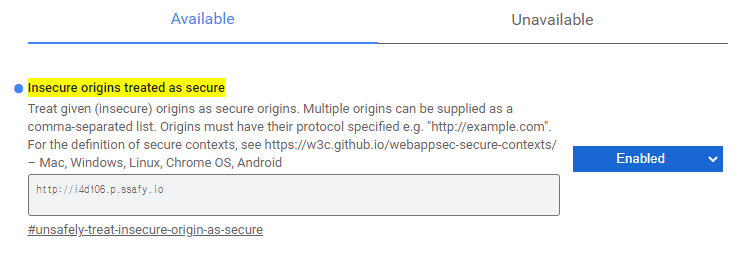 Available
Unavailable
Insecure origins treated as secure
Treat given (insecure) origins as secure origins. Multiple origins can be supplied as a
comma-separated list. Origins must have their protocol specified e.g. "http://example.com".
For the definition of secure contexts, see https://w3c.github.io/webappsec-secure-contexts/
– Mac, Windows, Linux, Chrome OS, Android
Enabled
http://i4d106.p.ssafy.io
#unsafely-treat-insecure-origin-as-secure